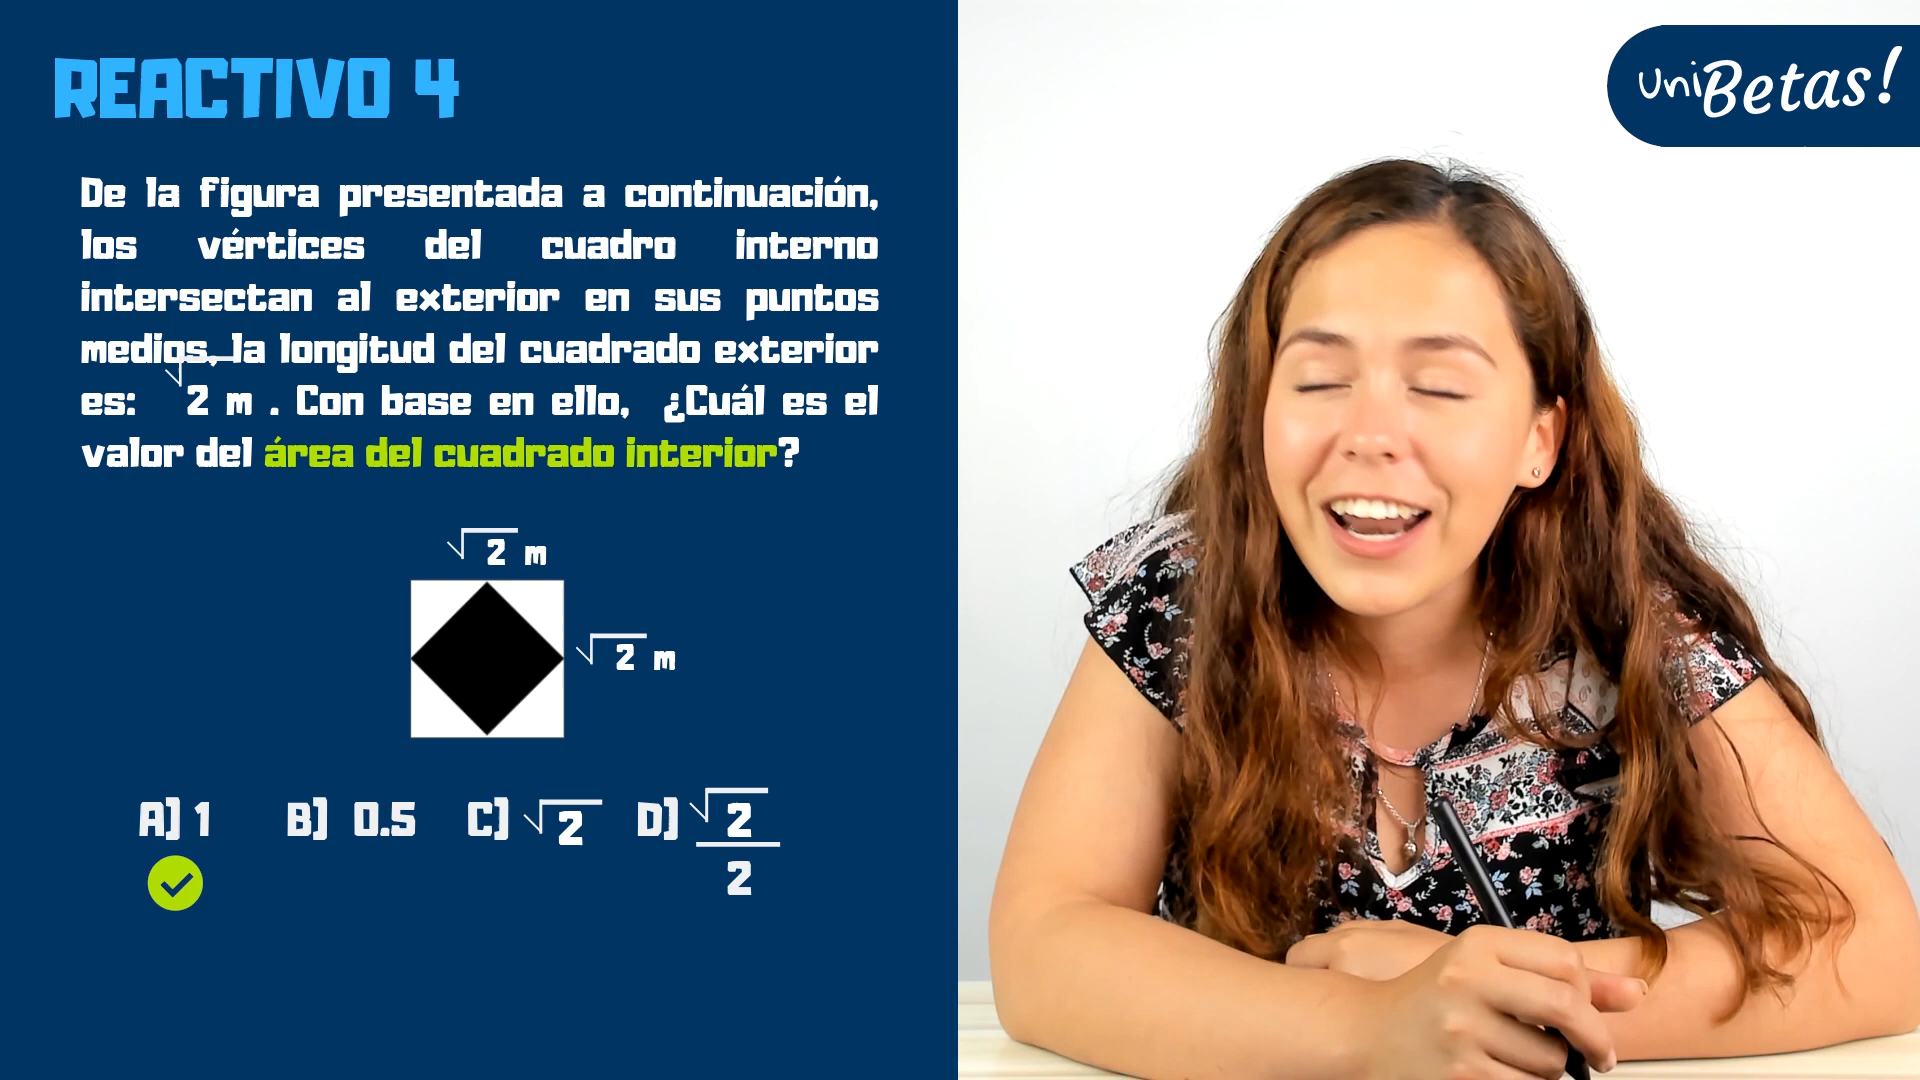 REACTIVO 4
uniBetas!
De la figura presentada a continuación,
los vértices del cuadro interno
intersectan al exterior en sus puntos
medios, la longitud del cuadrado exterior
es: √2 m . Con base en ello, ¿Cuál es el
valor del área del cuadrado interior?
√2 m
√2 m
A) 1 B) 0.5 C) √2 D) √2
2